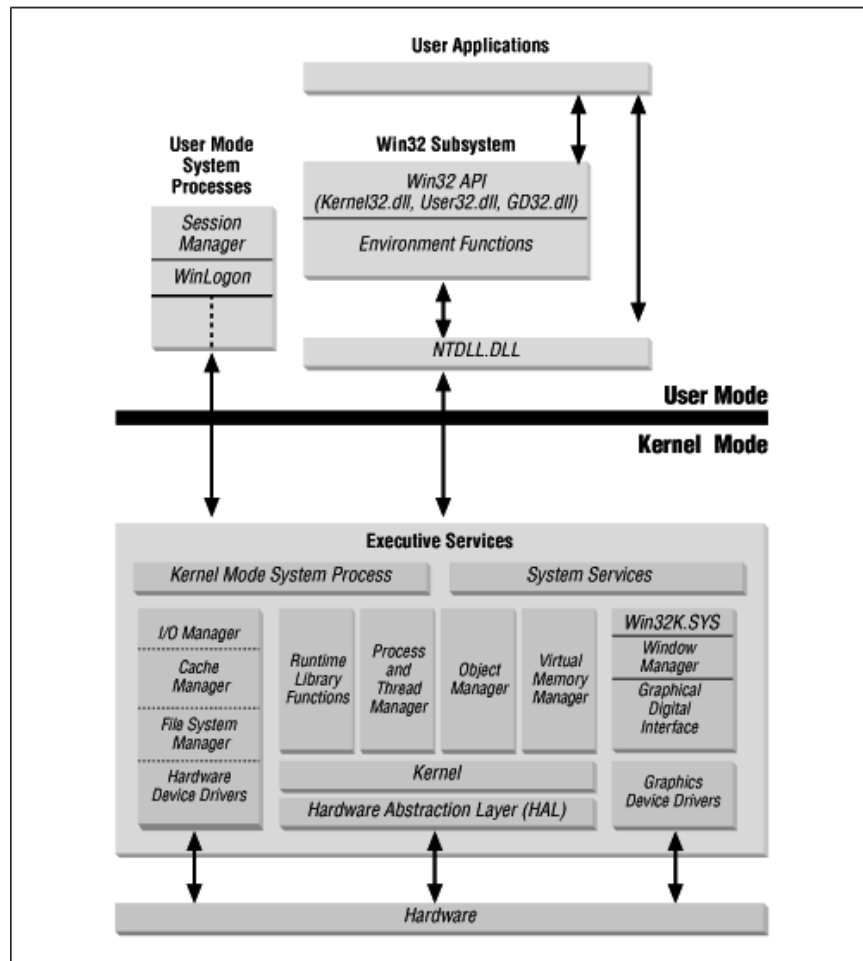 User Applications
User Mode
System
Processes
Session
Manager
WinLogon
Win32 Subsystem
Win32 API
(Kernel32.dll, User32.dll, GD32.dll)
Environment Functions
NTDLL.DLL
User Mode
Kernel Mode
Executive Services
Kernel Mode System Process
System Services
I/O Manager
Cache
Manager
File System
Manager
Hardware
Device Drivers
Runtime
Library
Functions
Process
and
Thread
Manager
Object
Manager
Virtual
Memory
Manager
Win32K.SYS
Window
Manager
Graphical
Digital
Interface
Kernel
Hardware Abstraction Layer (HAL)
Graphics
Device Drivers
Hardware